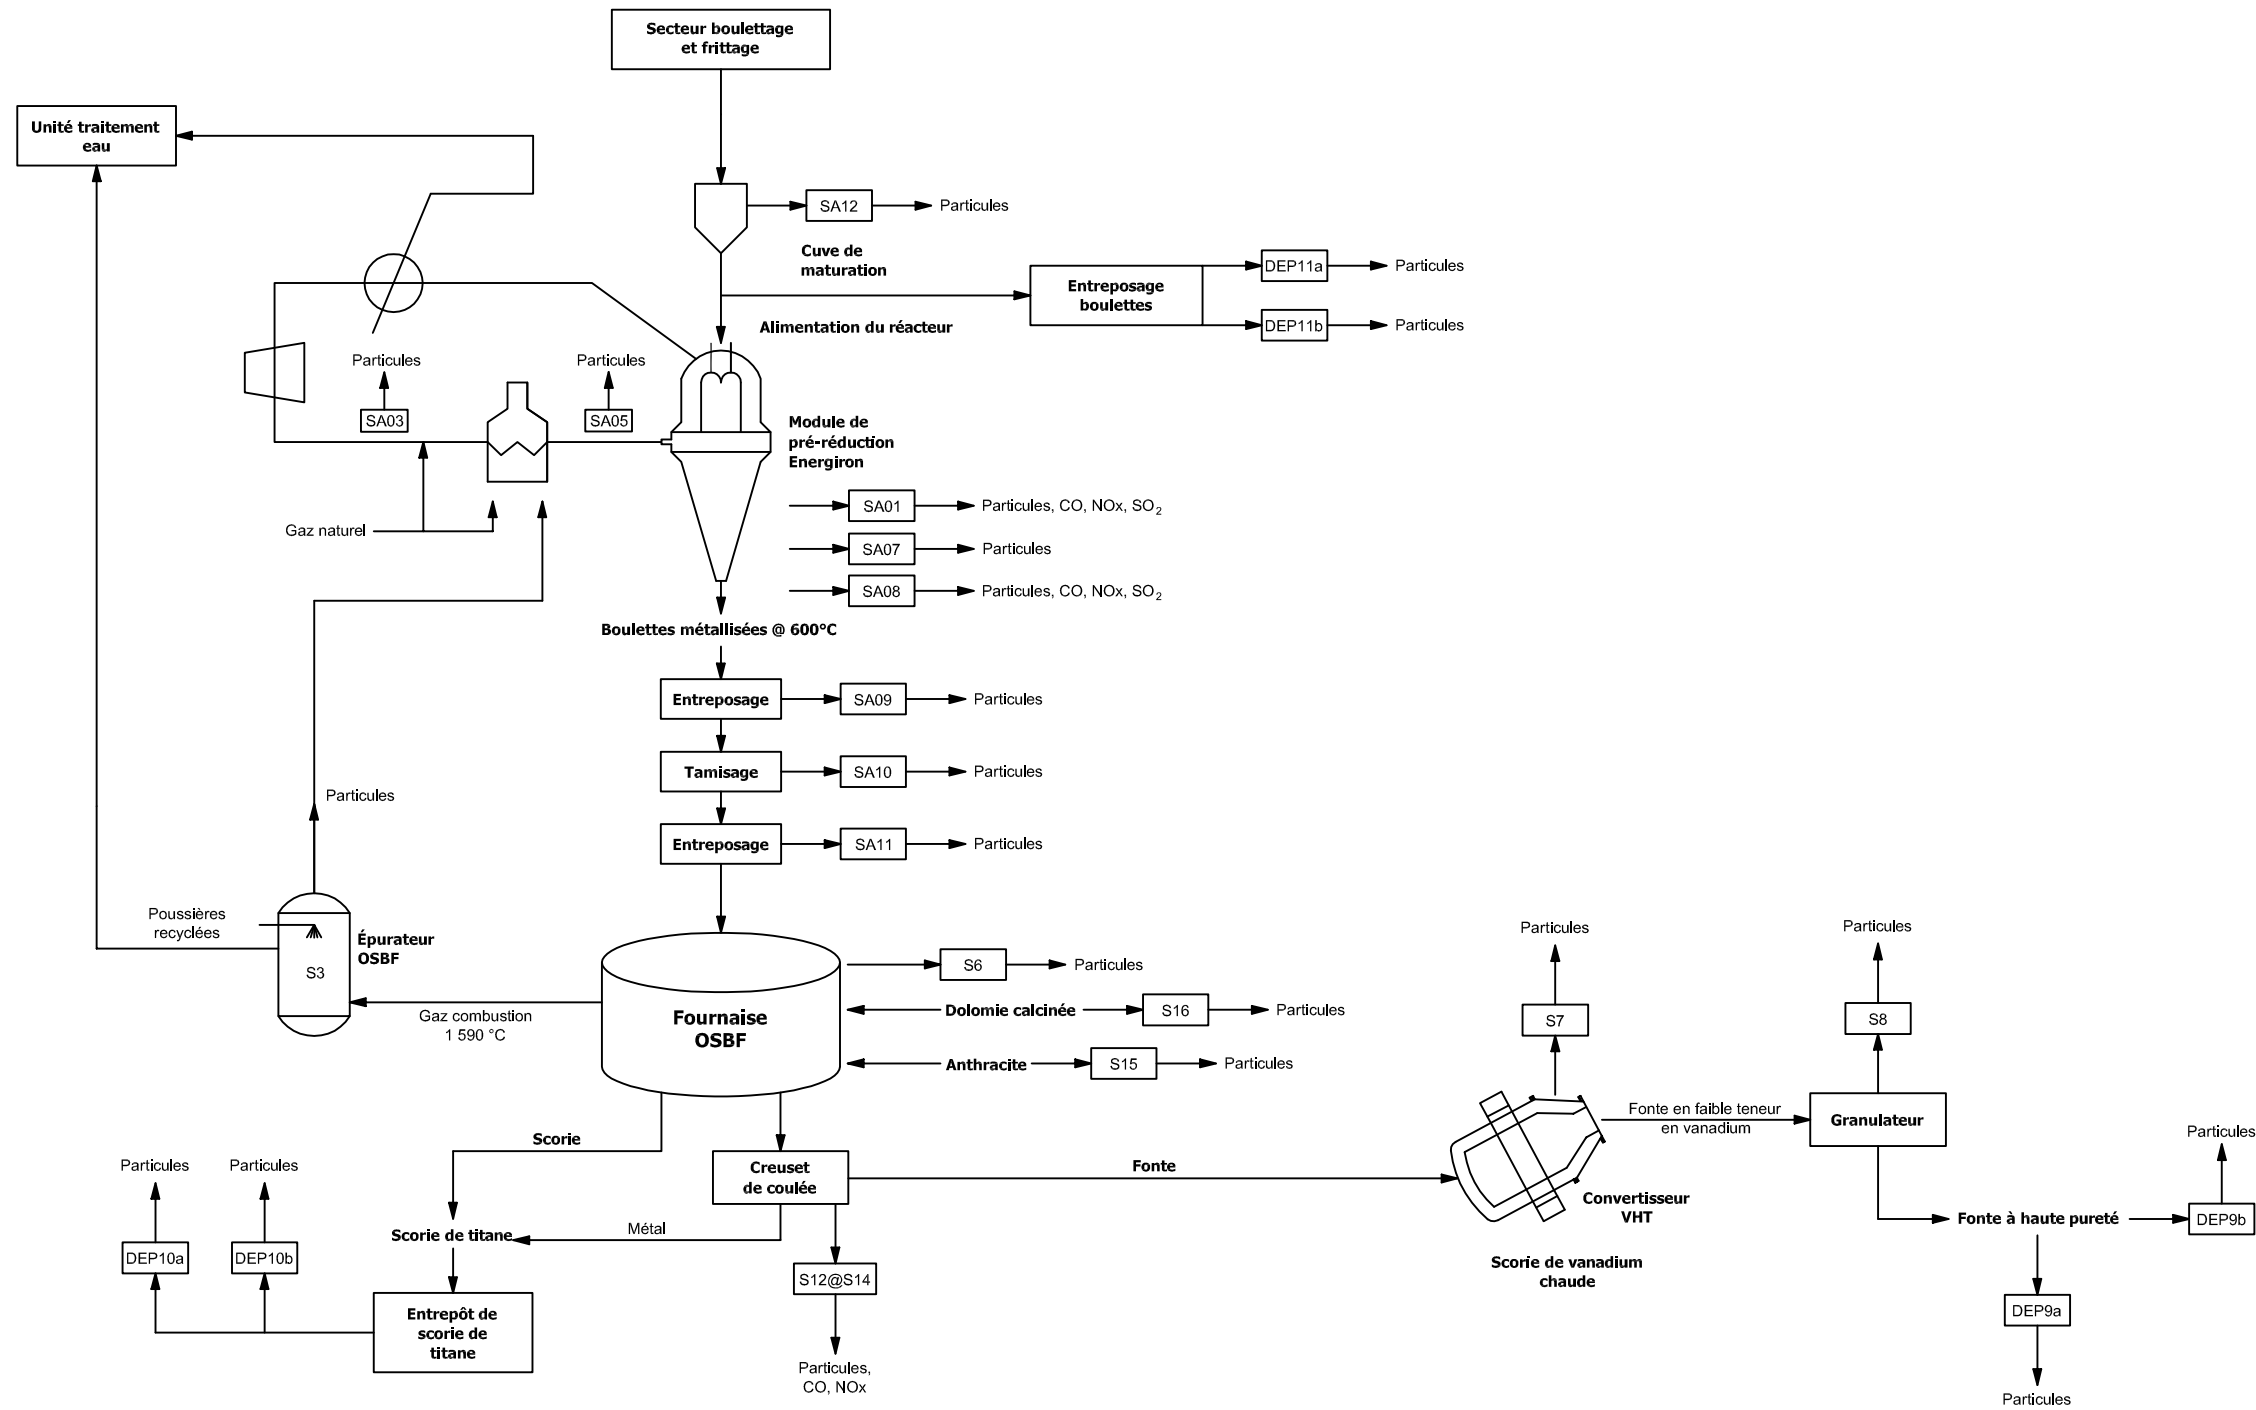 Secteur boulettage
et frittage
Unité traitement
eau
SA12
Particules
Cuve de
maturation
DEP11a
Particules
Entreposage
boulettes
DEP11b
Particules
Alimentation du réacteur
Particules
SA03
Particules
SA05
Module de
pré-réduction
Energiron
SA01
Particules, CO, NOx, SO2
Gaz naturel
SA07
Particules
SA08
Particules, CO, NOx, SO2
Boulettes métallisées @ 600°C
Entreposage
SA09
Particules
Tamisage
SA10
Particules
Particules
Entreposage
SA11
Particules
Poussières
recyclées
Épurateur
OSBF
S3
Gaz combustion
1 590 °C
Fournaise
OSBF
S6
Particules
Dolomie calcinée
S16
Particules
Anthracite
S15
Particules
Particules
S7
Particules
S8
Fonte en faible teneur
en vanadium
Granulateur
Particules
Scorie
Creuset
de coulée
Fonte
Convertisseur
VHT
Particules
Particules
Métal
Scorie de titane
DEP10a
DEP10b
Fonte à haute pureté
DEP9b
Scorie de vanadium
chaude
S12@S14
Entrepôt de
scorie de
titane
DEP9a
Particules,
CO, NOx
Particules